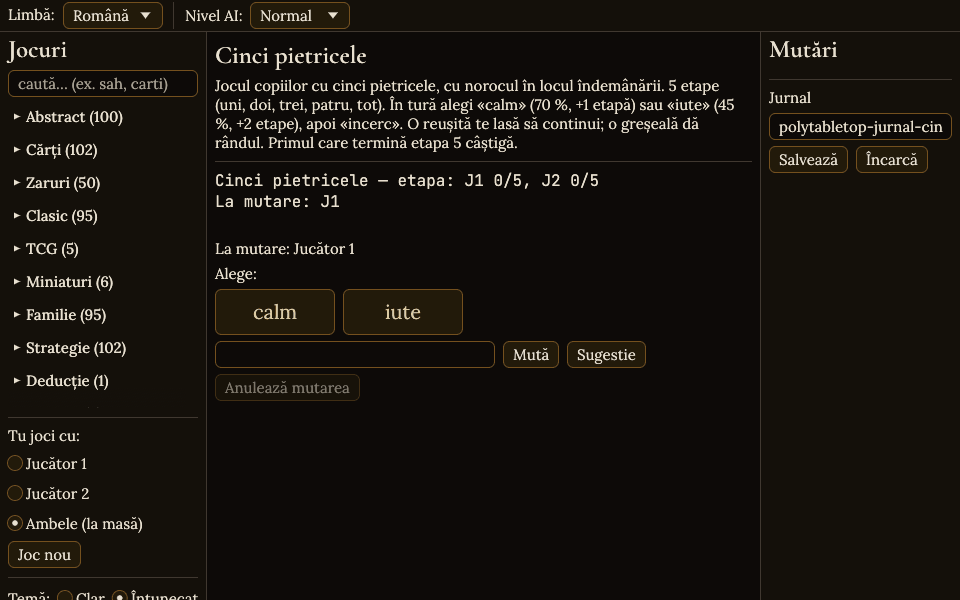 Limbă: Română ▼ Nivel AI: Normal ▼
Jocuri
caută... (ex. sah, carti)
▸ Abstract (100)
▸ Cărți (102)
▸ Zaruri (50)
▸ Clasic (95)
▸ TCG (5)
▸ Miniaturi (6)
▸ Familie (95)
▸ Strategie (102)
▸ Deducție (1)
Tu joci cu:
Jucător 1
Jucător 2
Ambele (la masă)
Joc nou
Temă: Clar Întunecat
Cinci pietricele
Jocul copiilor cu cinci pietricele, cu norocul în locul îndemânării. 5 etape
(uni, doi, trei, patru, tot). În tură alegi «calm» (70 %, +1 etapă) sau «iute» (45
%, +2 etape), apoi «incerc». O reușită te lasă să continui; o greșeală dă
rândul. Primul care termină etapa 5 câștigă.
Cinci pietricele — etapa: J1 0/5, J2 0/5
La mutare: J1
La mutare: Jucător 1
Alege:
calm iute
Mută Sugestie
Anulează mutarea
Mutări
Jurnal
polytabletop-jurnal-cin
Salvează Încarcă